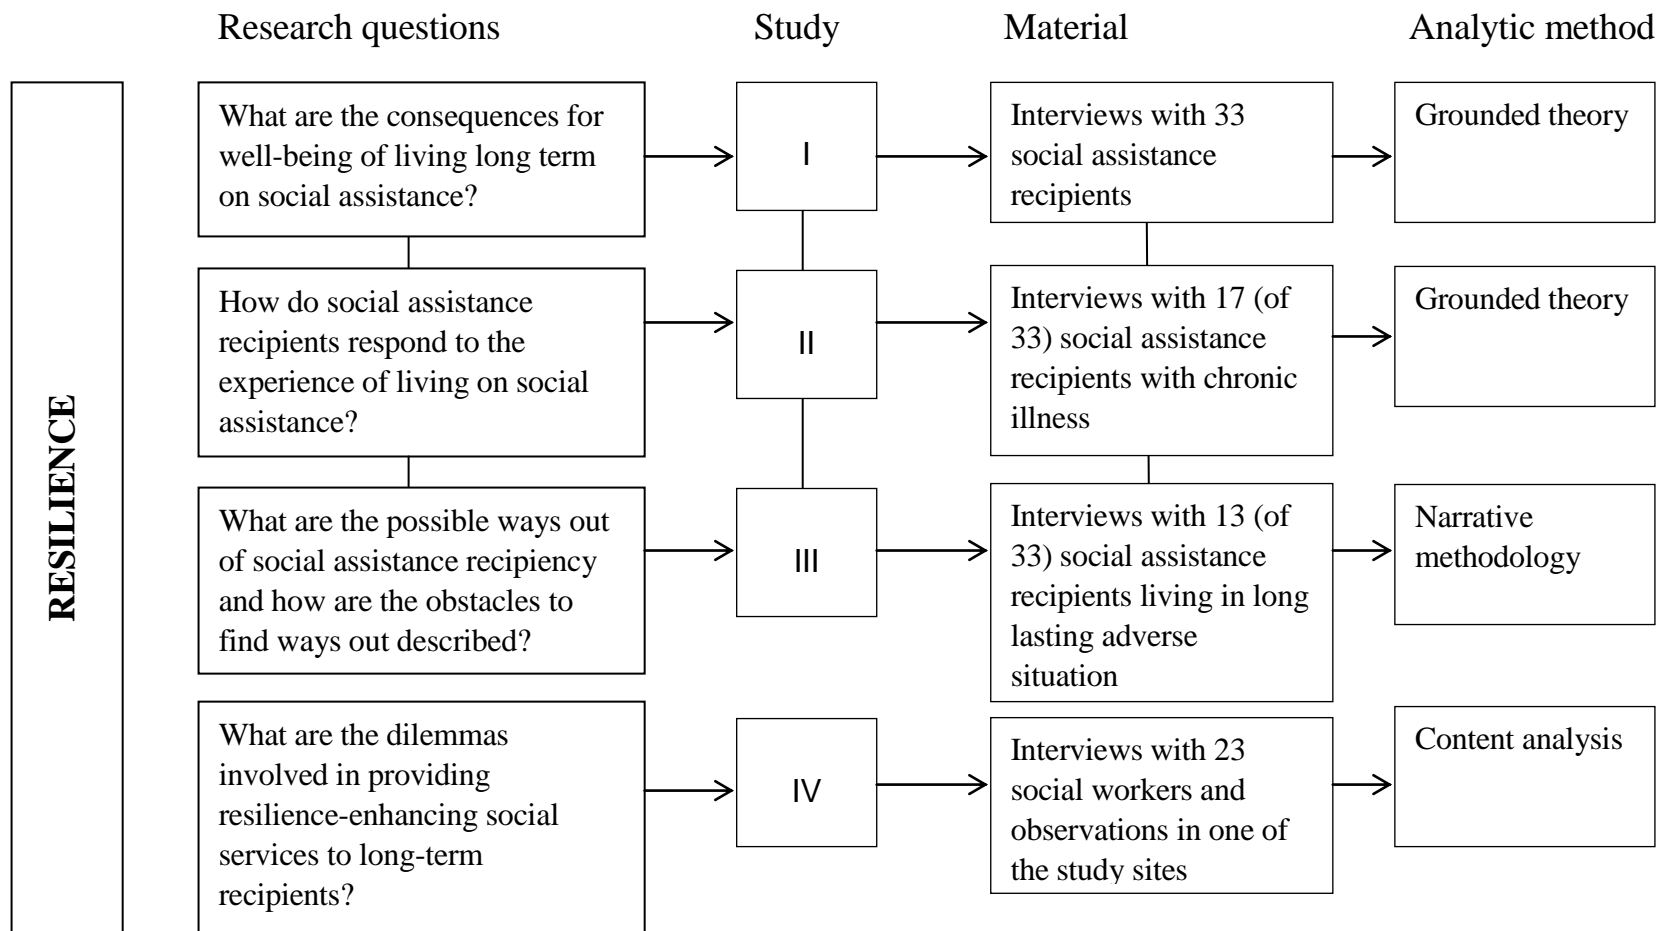 Research questions
Study
Material
Analytic method
RESILIENCE
What are the consequences for
well-being of living long term
on social assistance?
I
Interviews with 33
social assistance
recipients
Grounded theory
How do social assistance
recipients respond to the
experience of living on social
assistance?
II
Interviews with 17 (of
33) social assistance
recipients with chronic
illness
Grounded theory
What are the possible ways out
of social assistance recipiency
and how are the obstacles to
find ways out described?
III
Interviews with 13 (of
33) social assistance
recipients living in long
lasting adverse
situation
Narrative
methodology
What are the dilemmas
involved in providing
resilience-enhancing social
services to long-term
recipients?
IV
Interviews with 23
social workers and
observations in one of
the study sites
Content analysis